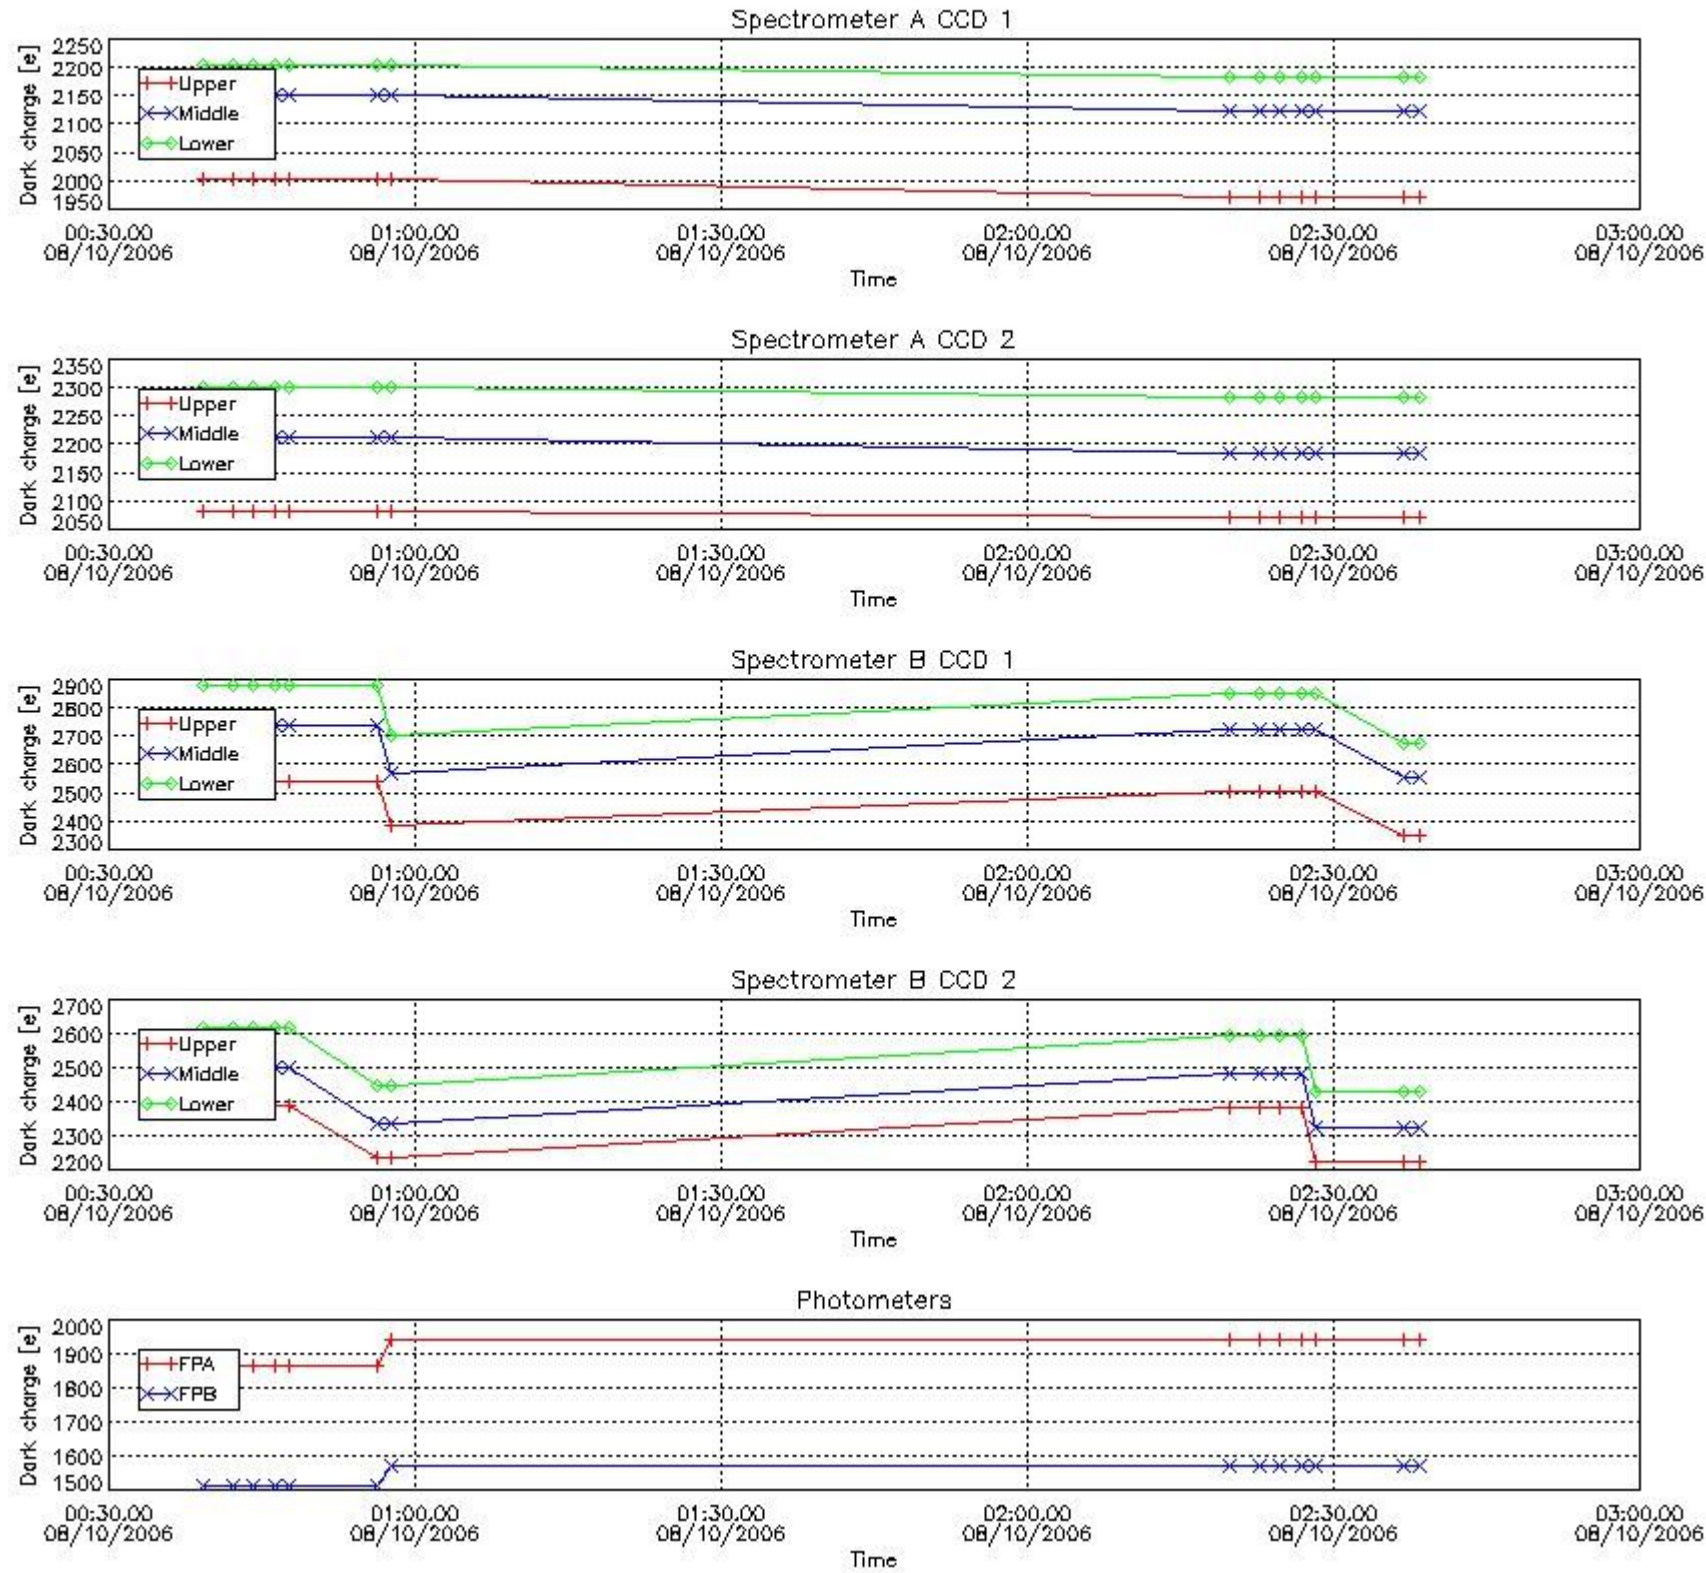 Spectrometer A CCD 1
Dark charge [e]
2250
2200
2150
2100
2050
2000
1950
Upper
Middle
Lower
00:30.00 01:00.00 01:30.00 02:00.00 02:30.00 03:00.00
08/10/2006 08/10/2006 08/10/2006 08/10/2006 08/10/2006 08/10/2006
Time
Spectrometer A CCD 2
Dark charge [e]
2350
2300
2250
2200
2150
2100
2050
Upper
Middle
Lower
00:30.00 01:00.00 01:30.00 02:00.00 02:30.00 03:00.00
08/10/2006 08/10/2006 08/10/2006 08/10/2006 08/10/2006 08/10/2006
Time
Spectrometer B CCD 1
Dark charge [e]
2900
2800
2700
2600
2500
2400
2300
Upper
Middle
Lower
00:30.00 01:00.00 01:30.00 02:00.00 02:30.00 03:00.00
08/10/2006 08/10/2006 08/10/2006 08/10/2006 08/10/2006 08/10/2006
Time
Spectrometer B CCD 2
Dark charge [e]
2700
2600
2500
2400
2300
2200
Upper
Middle
Lower
00:30.00 01:00.00 01:30.00 02:00.00 02:30.00 03:00.00
08/10/2006 08/10/2006 08/10/2006 08/10/2006 08/10/2006 08/10/2006
Time
Photometers
Dark charge [e]
2000
1900
1800
1700
1600
1500
FPA
FPB
00:30.00 01:00.00 01:30.00 02:00.00 02:30.00 03:00.00
08/10/2006 08/10/2006 08/10/2006 08/10/2006 08/10/2006 08/10/2006
Time